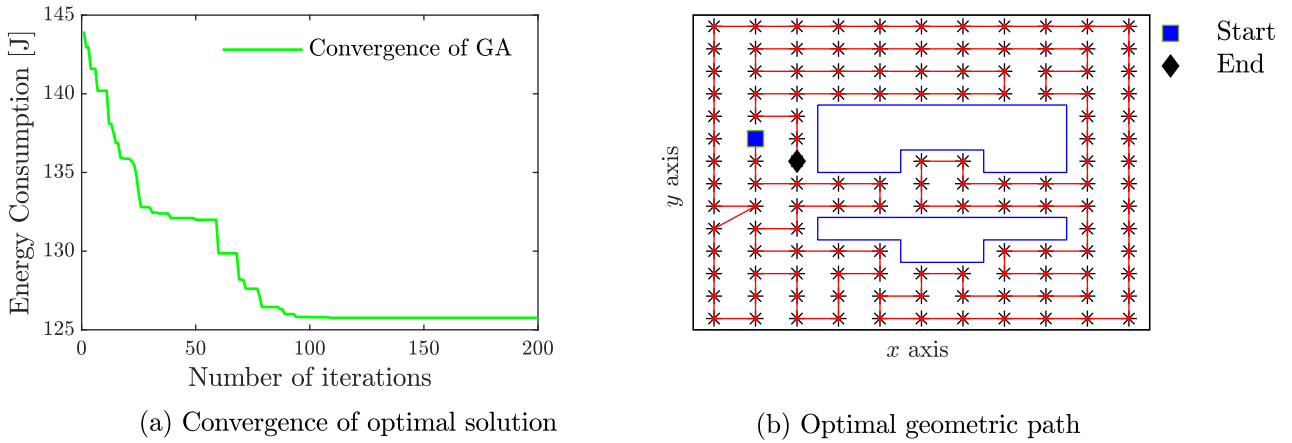 145
140
135
130
125
Energy Consumption [J]
Convergence of GA
0
50
100
150
200
Number of iterations
(a) Convergence of optimal solution
y axis
x axis
Start
End
(b) Optimal geometric path